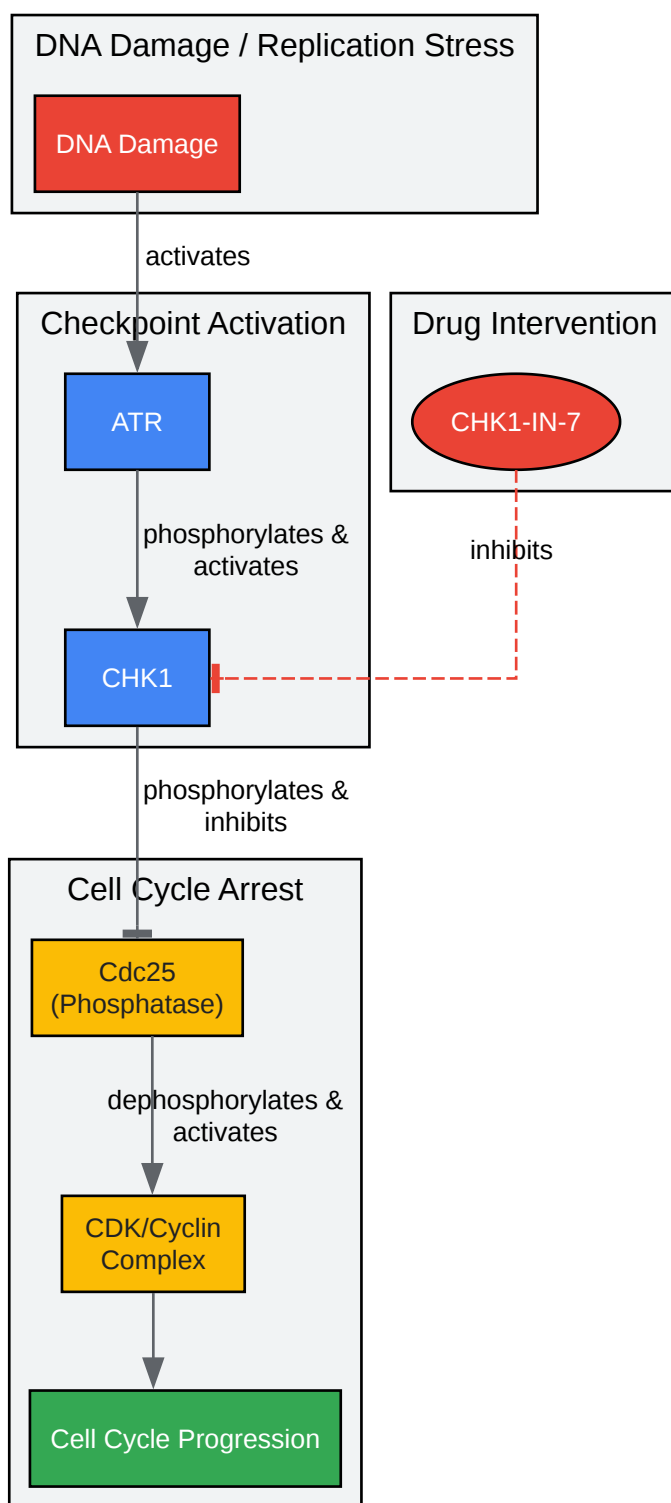 DNA Damage / Replication Stress
DNA Damage
activates
Checkpoint Activation
Drug Intervention
ATR
CHK1-IN-7
phosphorylates &
activates
inhibits
CHK1
phosphorylates &
inhibits
Cell Cycle Arrest
Cdc25
(Phosphatase)
dephosphorylates &
activates
CDK/Cyclin
Complex
Cell Cycle Progression